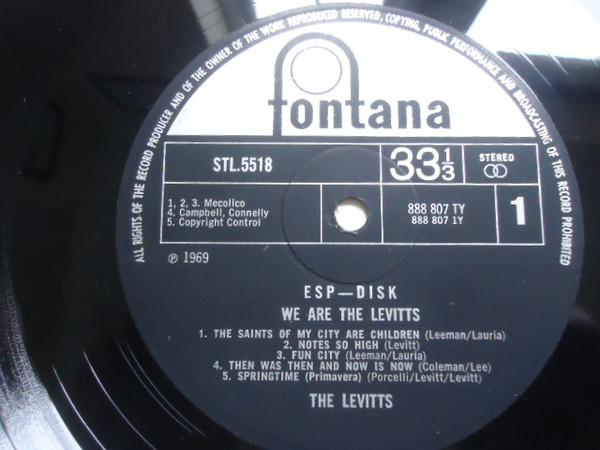 ALL RIGHTS OF THE RECORD PRODUCER AND OF THE OWNER OF THE WORK REPRODUCED RESERVED. COPYING, PUBLIC PERFORMANCE AND BROADCASTING OF THIS RECORD PROHIBITED
fontana
STL.5518
33 1/3
STEREO
1, 2, 3. Mecolico
4. Campbell, Connelly
5. Copyright Control
888 807 TY
888 807 1Y
1
℗ 1969
ESP—DISK
WE ARE THE LEVITTS
1. THE SAINTS OF MY CITY ARE CHILDREN (Leeman/Lauria)
2. NOTES SO HIGH (Levitt)
3. FUN CITY (Leeman/Lauria)
4. THEN WAS THEN AND NOW IS NOW (Coleman/Lee)
5. SPRINGTIME (Primavera) (Porcelli/Levitt/Levitt)
THE LEVITTS